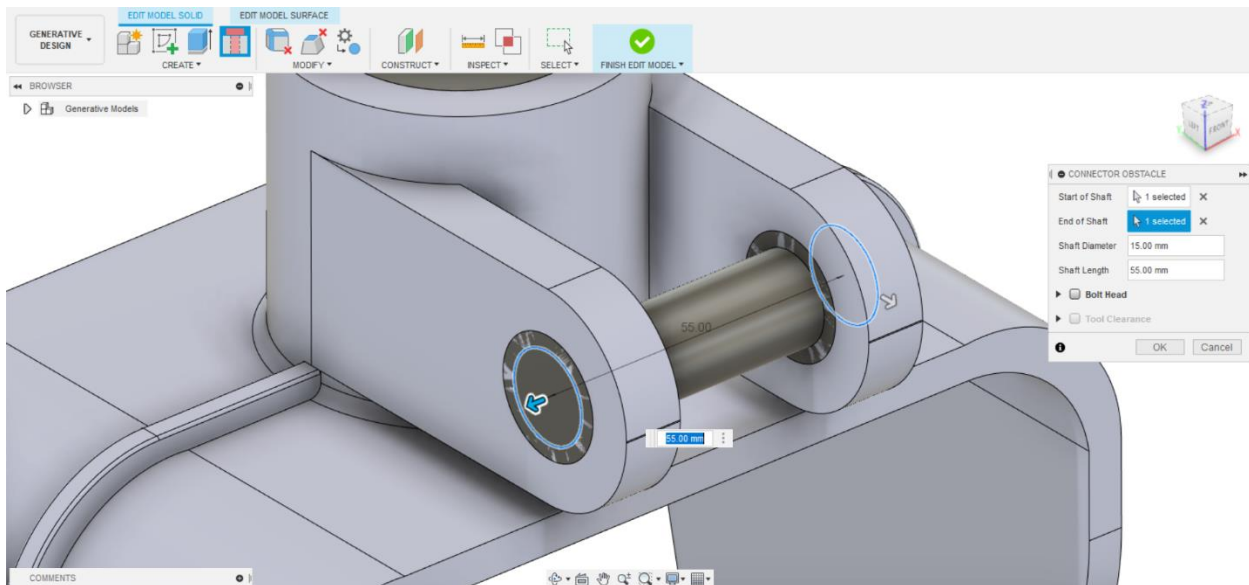 EDIT MODEL SOLID EDIT MODEL SURFACE
GENERATIVE DESIGN
CREATE MODIFY CONSTRUCT INSPECT SELECT FINISH EDIT MODEL
BROWSER
Generative Models
LEFT FRONT
Z X
CONNECTOR OBSTACLE
Start of Shaft 1 selected
End of Shaft 1 selected
Shaft Diameter 15.00 mm
Shaft Length 55.00 mm
Bolt Head
Tool Clearance
OK Cancel
55.00
55.00 mm
COMMENTS